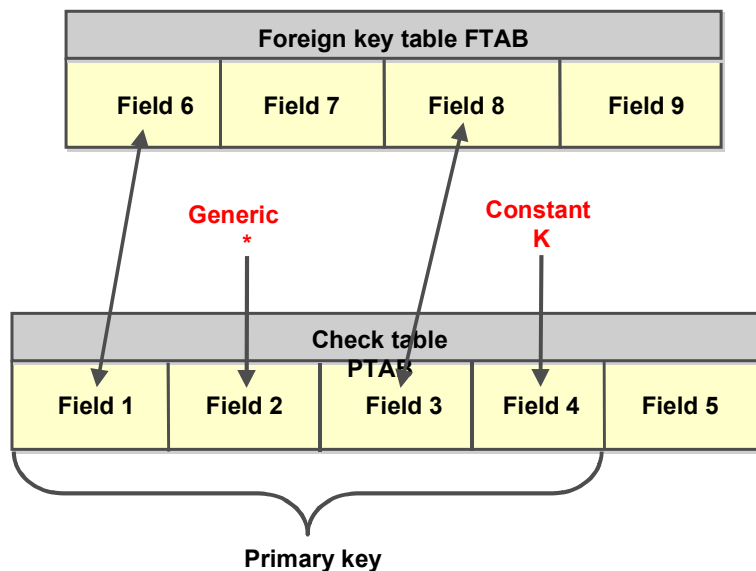 Foreign key table FTAB
Field 6 Field 7 Field 8 Field 9
Generic
*
Constant
K
Check table
PTAB
Field 1 Field 2 Field 3 Field 4 Field 5
Primary key